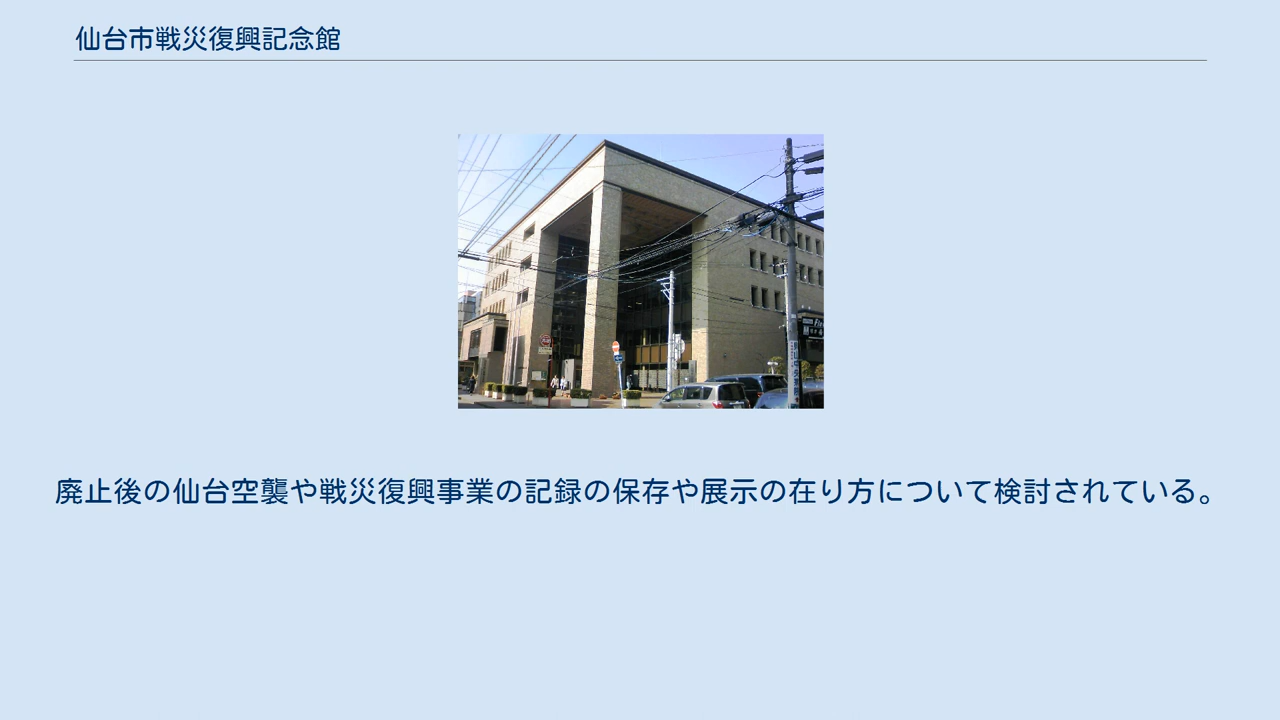 仙台市戦災復興記念館
廃止後の仙台空襲や戦災復興事業の記録の保存や展示の在り方について検討されている。